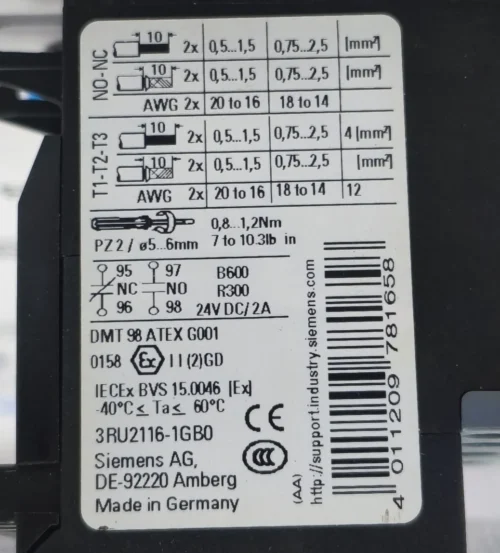 NO-NC
10 2x 0,5...1,5 0,75...2,5 [mm²]
10 2x 0,5...1,5 0,75...2,5 [mm²]
AWG 2x 20 to 16 18 to 14
T1-T2-T3
10 2x 0,5...1,5 0,75...2,5 4 [mm²]
10 2x 0,5...1,5 0,75...2,5 [mm²]
AWG 2x 20 to 16 18 to 14 12
0,8...1,2Nm
PZ 2 / ø5...6mm 7 to 10.3lb in
95 97 B600
NC NO R300
96 98 24V DC/ 2A
DMT 98 ATEX G001
0158 Ex II (2)GD
IECEx BVS 15.0046 [Ex]
-40°C ≤ Ta ≤ 60°C
CE
3RU2116-1GB0
CCC
Siemens AG,
DE-92220 Amberg
Made in Germany
(AA)
http://support.industry.siemens.com
4 011209 781658